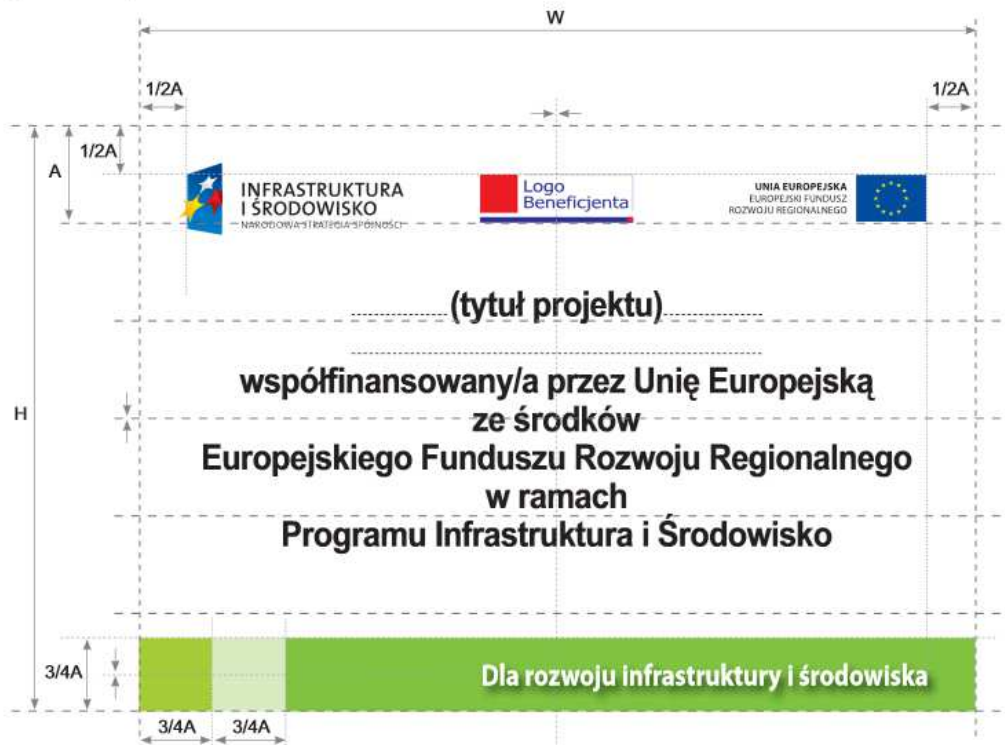 W
1/2A
1/2A
1/2A
A
INFRASTRUKTURA
I ŚRODOWISKO
NARODOWA STRATEGIA SPÓJNOŚCI
Logo
Beneficjenta
UNIA EUROPEJSKA
EUROPEJSKI FUNDUSZ
ROZWOJU REGIONALNEGO
(tytuł projektu)
H
współfinansowany/a przez Unię Europejską
ze środków
Europejskiego Funduszu Rozwoju Regionalnego
w ramach
Programu Infrastruktura i Środowisko
3/4A
Dla rozwoju infrastruktury i środowiska
3/4A
3/4A